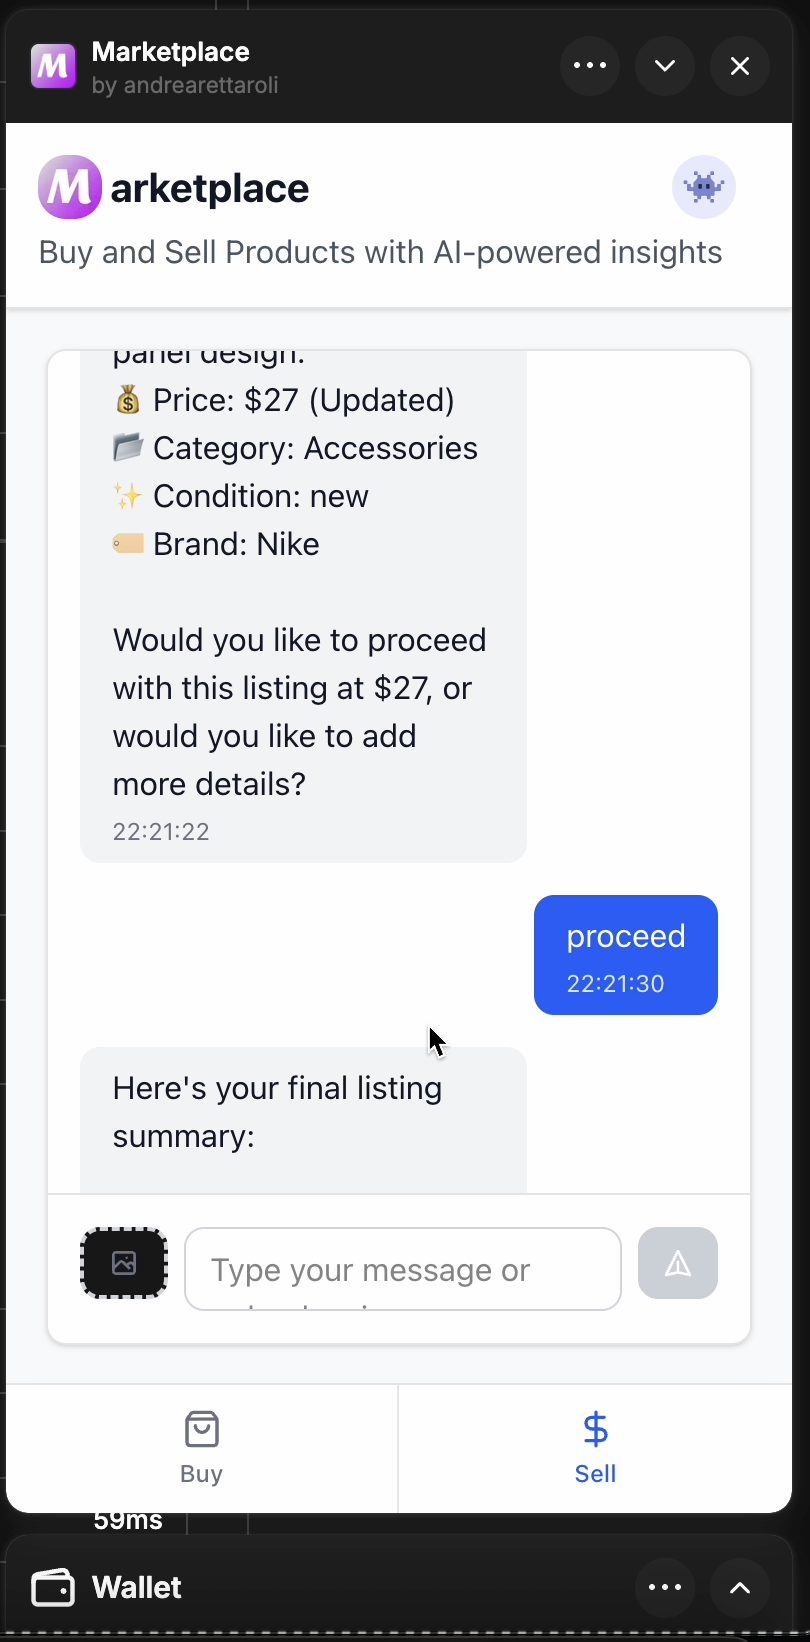 Marketplace
by andrearettaroli
Marketplace
Buy and Sell Products with AI-powered insights
panel design.
💰 Price: $27 (Updated)
📂 Category: Accessories
✨ Condition: new
🏷️ Brand: Nike
Would you like to proceed
with this listing at $27, or
would you like to add
more details?
22:21:22
proceed
22:21:30
Here's your final listing
summary:
Type your message or
Buy
Sell
59ms
Wallet